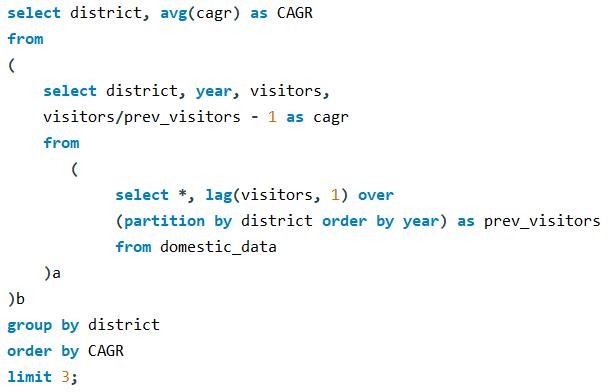 select district, avg(cagr) as CAGR
from
(
select district, year, visitors,
visitors/prev_visitors - 1 as cagr
from
(
select *, lag(visitors, 1) over
(partition by district order by year) as prev_visitors
from domestic_data
)a
)b
group by district
order by CAGR
limit 3;